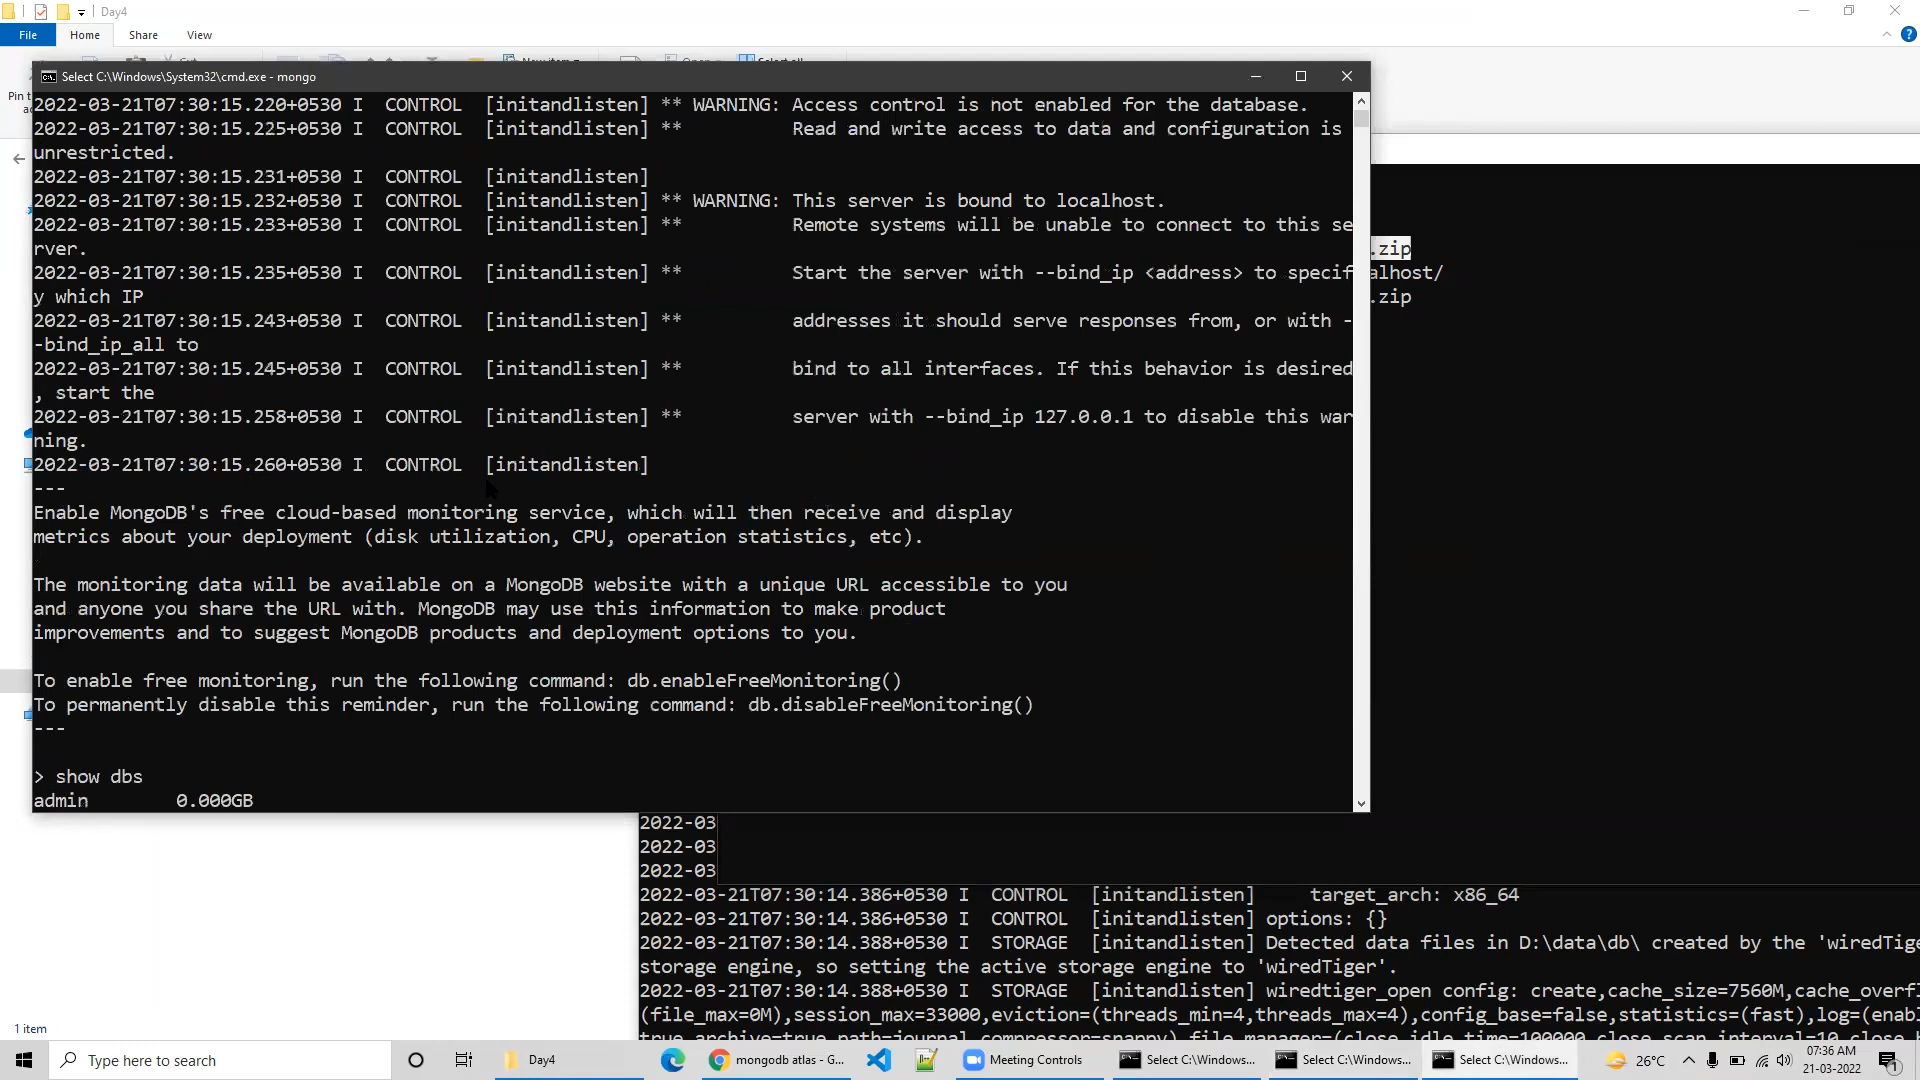 Day4
File
Home
Share
View
Select C:\Windows\System32\cmd.exe - mongo
2022-03-21T07:30:15.220+0530 I  CONTROL  [initandlisten] ** WARNING: Access control is not enabled for the database.
2022-03-21T07:30:15.225+0530 I  CONTROL  [initandlisten] **          Read and write access to data and configuration is
unrestricted.
2022-03-21T07:30:15.231+0530 I  CONTROL  [initandlisten]
2022-03-21T07:30:15.232+0530 I  CONTROL  [initandlisten] ** WARNING: This server is bound to localhost.
2022-03-21T07:30:15.233+0530 I  CONTROL  [initandlisten] **          Remote systems will be unable to connect to this se
rver.
2022-03-21T07:30:15.235+0530 I  CONTROL  [initandlisten] **          Start the server with --bind_ip <address> to specif
y which IP
2022-03-21T07:30:15.243+0530 I  CONTROL  [initandlisten] **          addresses it should serve responses from, or with -
-bind_ip_all to
2022-03-21T07:30:15.245+0530 I  CONTROL  [initandlisten] **          bind to all interfaces. If this behavior is desired
, start the
2022-03-21T07:30:15.258+0530 I  CONTROL  [initandlisten] **          server with --bind_ip 127.0.0.1 to disable this war
ning.
2022-03-21T07:30:15.260+0530 I  CONTROL  [initandlisten]
---
Enable MongoDB's free cloud-based monitoring service, which will then receive and display
metrics about your deployment (disk utilization, CPU, operation statistics, etc).
The monitoring data will be available on a MongoDB website with a unique URL accessible to you
and anyone you share the URL with. MongoDB may use this information to make product
improvements and to suggest MongoDB products and deployment options to you.
To enable free monitoring, run the following command: db.enableFreeMonitoring()
To permanently disable this reminder, run the following command: db.disableFreeMonitoring()
---
> show dbs
admin        0.000GB
.zip
alhost/
.zip
2022-03
2022-03
2022-03
2022-03-21T07:30:14.386+0530 I  CONTROL  [initandlisten]     target_arch: x86_64
2022-03-21T07:30:14.386+0530 I  CONTROL  [initandlisten] options: {}
2022-03-21T07:30:14.388+0530 I  STORAGE  [initandlisten] Detected data files in D:\data\db\ created by the 'wiredTige
storage engine, so setting the active storage engine to 'wiredTiger'.
2022-03-21T07:30:14.388+0530 I  STORAGE  [initandlisten] wiredtiger_open config: create,cache_size=7560M,cache_overfl
(file_max=0M),session_max=33000,eviction=(threads_min=4,threads_max=4),config_base=false,statistics=(fast),log=(enabl
1 item
Type here to search
Day4
mongodb atlas - G...
Meeting Controls
Select C:\Windows...
Select C:\Windows...
Select C:\Windows...
26°C
07:36 AM
21-03-2022
1